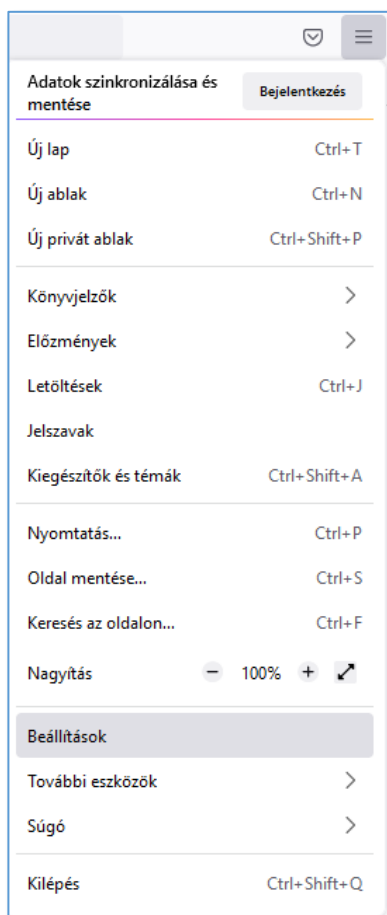 Adatok szinkronizálása és
mentése
Bejelentkezés
Új lap Ctrl+T
Új ablak Ctrl+N
Új privát ablak Ctrl+Shift+P
Könyvjelzők
Előzmények
Letöltések Ctrl+J
Jelszavak
Kiegészítők és témák Ctrl+Shift+A
Nyomtatás... Ctrl+P
Oldal mentése... Ctrl+S
Keresés az oldalon... Ctrl+F
Nagyítás − 100% +
Beállítások
További eszközök
Súgó
Kilépés Ctrl+Shift+Q